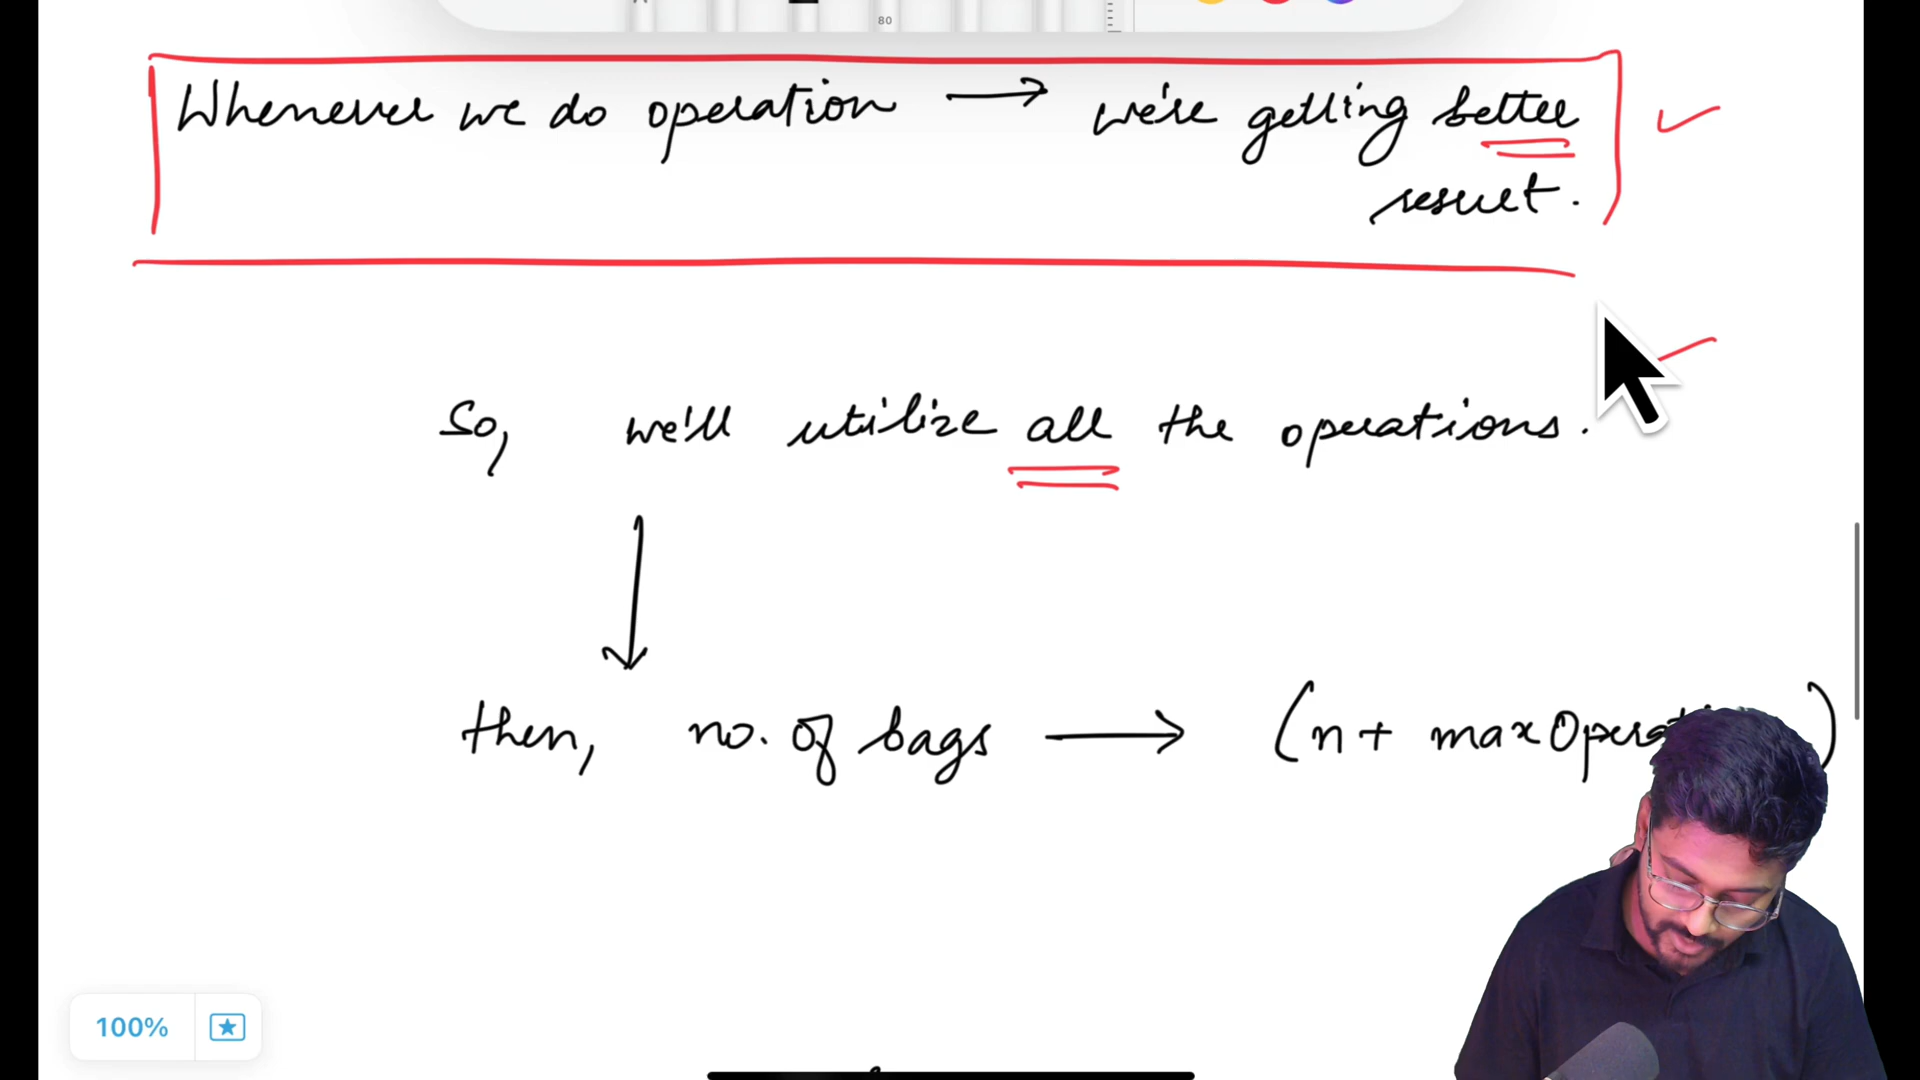 80
Whenever we do operation → we're getting better
result.
So, we'll utilize all the operations.
then, no. of bags → (n + )
100%